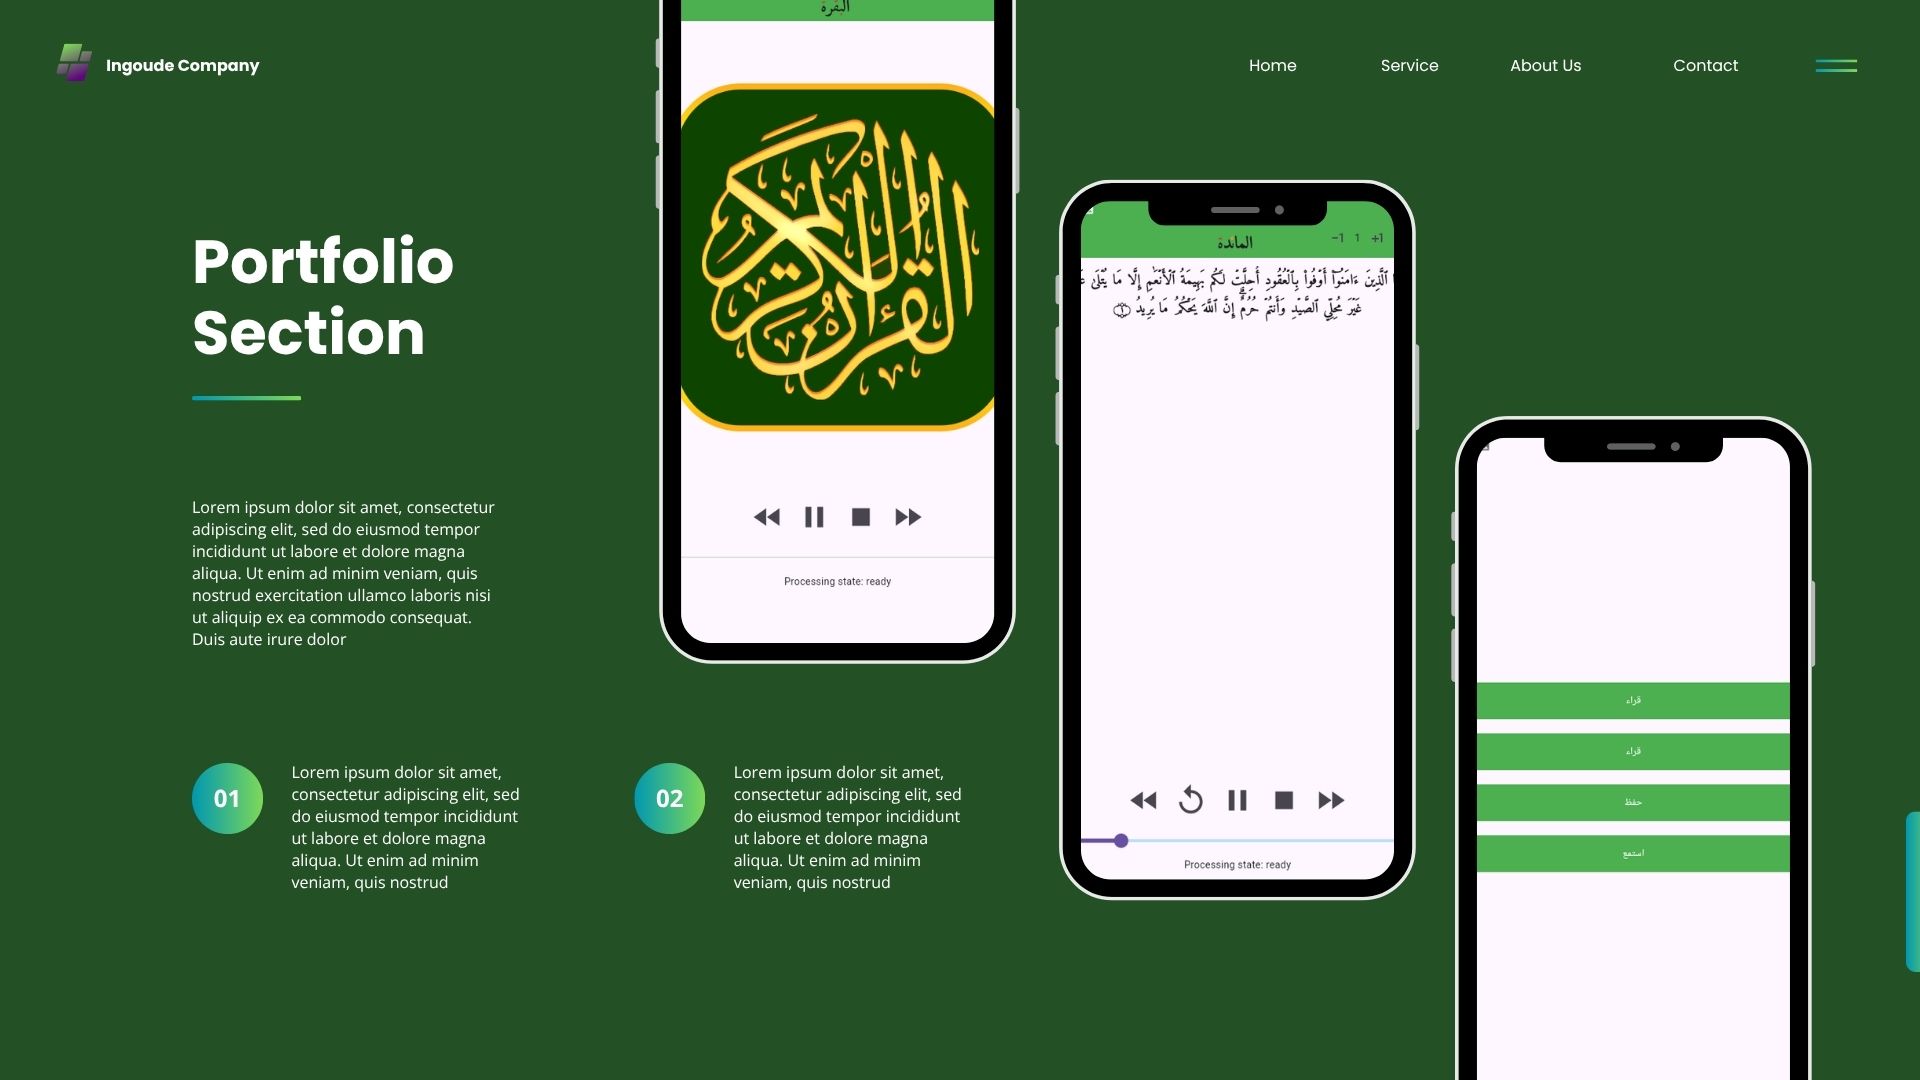 Ingoude Company
Home
Service
About Us
Contact
Portfolio
Section
Lorem ipsum dolor sit amet, consectetur
adipiscing elit, sed do eiusmod tempor
incididunt ut labore et dolore magna
aliqua. Ut enim ad minim veniam, quis
nostrud exercitation ullamco laboris nisi
ut aliquip ex ea commodo consequat.
Duis aute irure dolor
01
Lorem ipsum dolor sit amet,
consectetur adipiscing elit, sed
do eiusmod tempor incididunt
ut labore et dolore magna
aliqua. Ut enim ad minim
veniam, quis nostrud
02
Lorem ipsum dolor sit amet,
consectetur adipiscing elit, sed
do eiusmod tempor incididunt
ut labore et dolore magna
aliqua. Ut enim ad minim
veniam, quis nostrud
البقرة
القرآن الكريم
Processing state: ready
المائدة
-1 1 +1
ٱلَّذِينَ ءَامَنُوٓاْ أَوۡفُواْ بِٱلۡعُقُودِۚ أُحِلَّتۡ لَكُم بَهِيمَةُ ٱلۡأَنۡعَٰمِ إِلَّا مَا يُتۡلَىٰ
غَيۡرَ مُحِلِّي ٱلصَّيۡدِ وَأَنتُمۡ حُرُمٌۗ إِنَّ ٱللَّهَ يَحۡكُمُ مَا يُرِيدُ ١
Processing state: ready
قراء
قراء
حفظ
استمع